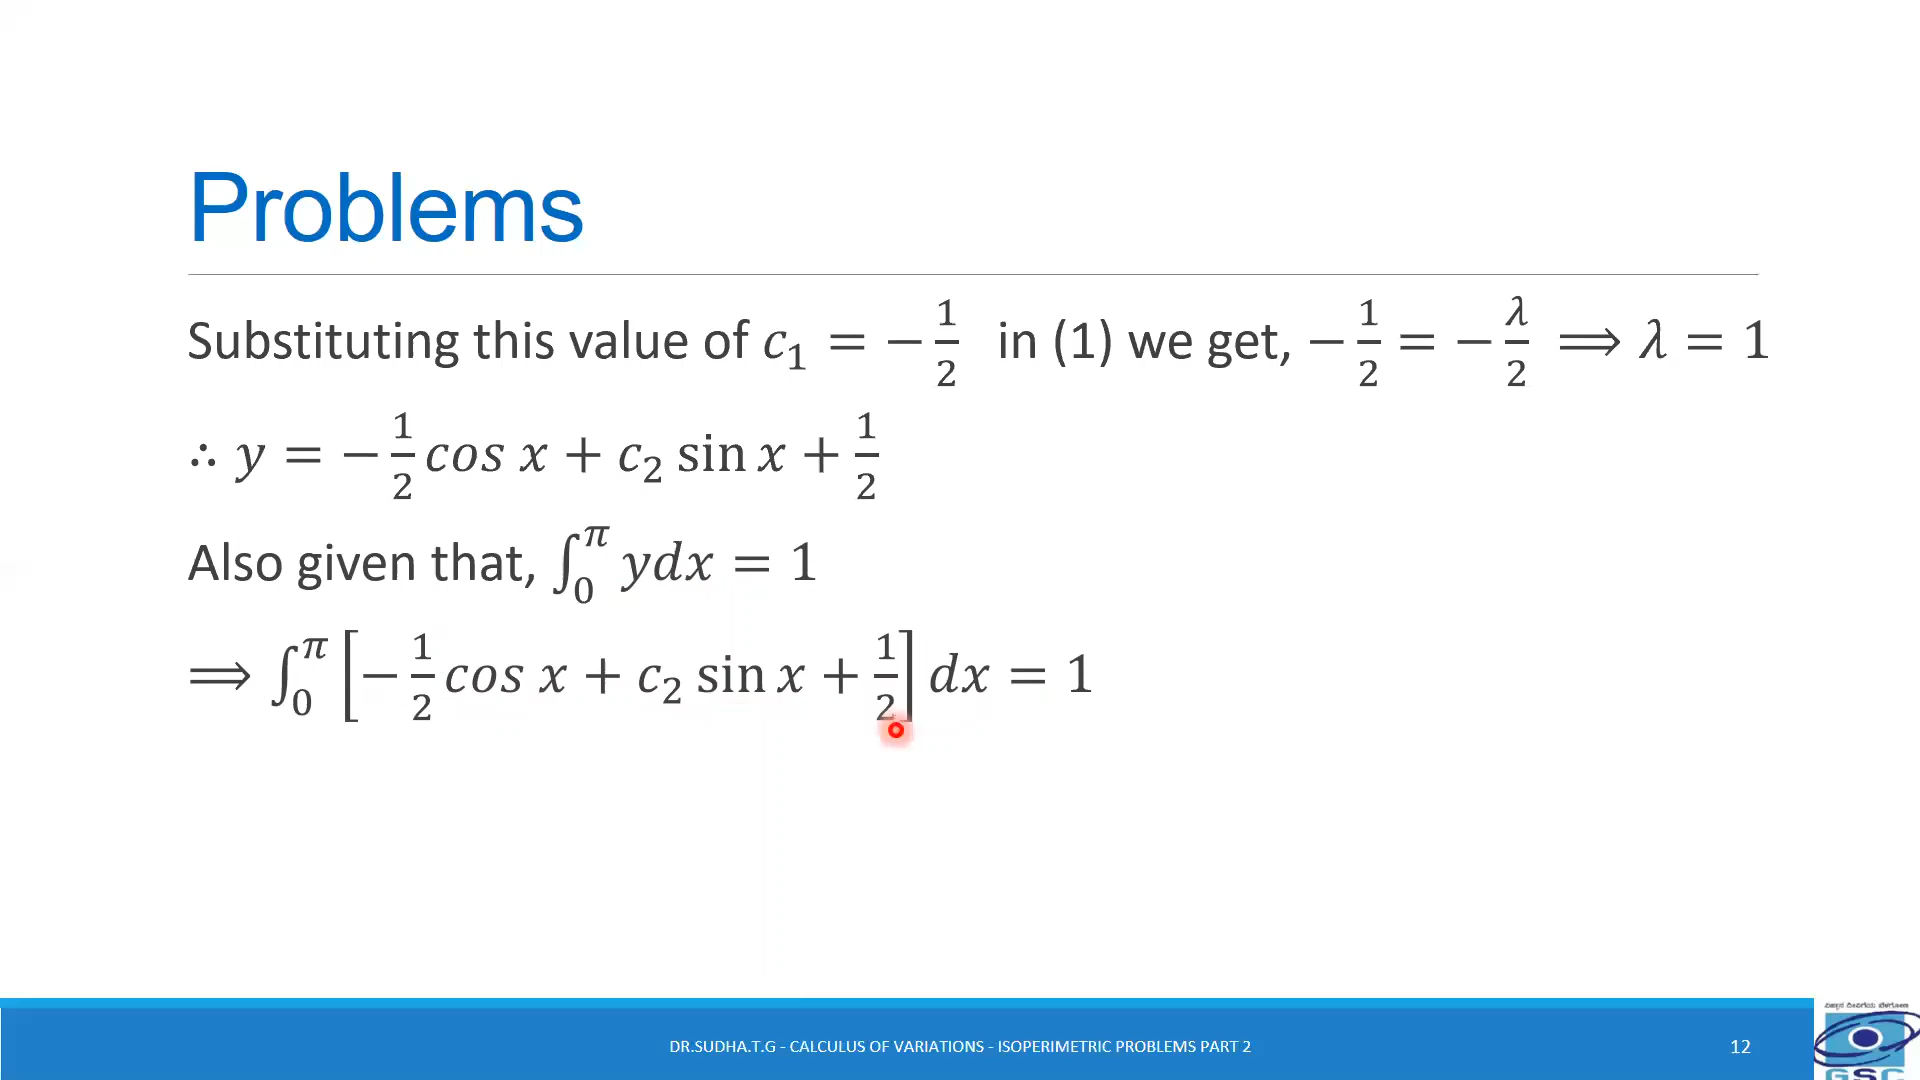 Problems
Substituting this value of 𝑐₁ = −1/2 in (1) we get, −1/2 = −𝜆/2 ⟹ 𝜆 = 1
∴ 𝑦 = −1/2 𝑐𝑜𝑠 𝑥 + 𝑐₂ sin 𝑥 + 1/2
Also given that, ∫₀^𝜋 𝑦𝑑𝑥 = 1
⟹ ∫₀^𝜋 [−1/2 𝑐𝑜𝑠 𝑥 + 𝑐₂ sin 𝑥 + 1/2] 𝑑𝑥 = 1
DR.SUDHA.T.G - CALCULUS OF VARIATIONS - ISOPERIMETRIC PROBLEMS PART 2
12
GSC